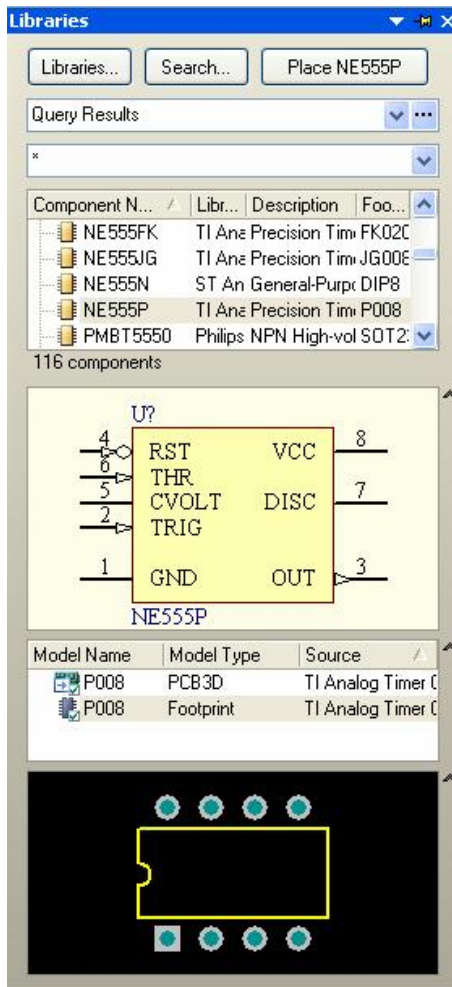 Libraries
Libraries... Search... Place NE555P
Query Results
*
Component N... Libr... Description Foo...
NE555FK TI Ana Precision Tim FK020
NE555JG TI Ana Precision Tim JG008
NE555N ST An General-Purp DIP8
NE555P TI Ana Precision Tim P008
PMBT5550 Philips NPN High-vol SOT23
116 components
U?
4 RST VCC 8
6 THR
5 CVOLT DISC 7
2 TRIG
1 GND OUT 3
NE555P
Model Name Model Type Source
P008 PCB3D TI Analog Timer C
P008 Footprint TI Analog Timer C